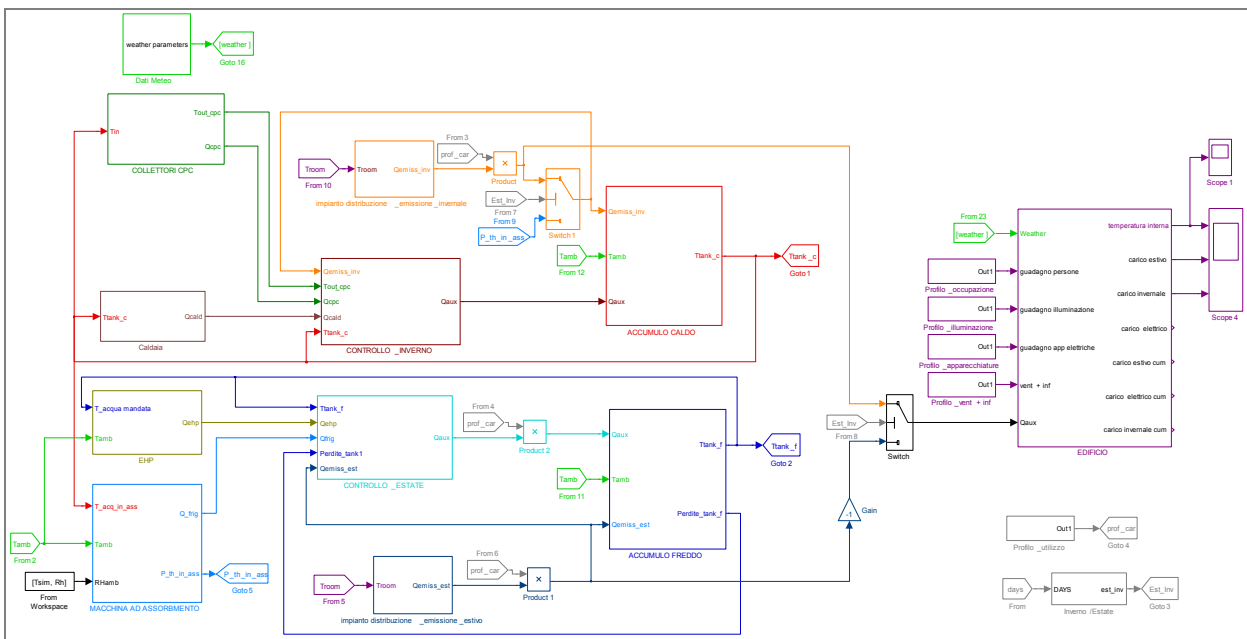 weather parameters
[weather ]
Goto 16
Dati Meteo
Tin
Tout_cpc
Qcpc
COLLETTORI CPC
Troom
From 10
Troom
Qemiss_inv
impianto distribuzione _emissione _invernale
From 3
prof_car
×
Product
Est_Inv
From 7
From 9
P_th_in_ass
Switch 1
Tamb
From 12
Qemiss_inv
Tamb
Qaux
Ttank_c
ACCUMULO CALDO
Ttank _c
Goto 1
Qemiss_inv
Tout_cpc
Qcpc
Qcald
Ttank_c
Qaux
CONTROLLO _INVERNO
Ttank_c
Qcald
Caldaia
T_acqua mandata
Tamb
Qehp
EHP
Ttank_f
Qehp
Qfrig
Perdite_tank1
Qemiss_est
Qaux
CONTROLLO _ESTATE
From 4
prof_car
×
Product 2
Tamb
From 11
Qaux
Tamb
Qemiss_est
Ttank_f
Perdite_tank_f
ACCUMULO FREDDO
Ttank _f
Goto 2
T_acq_in_ass
Tamb
RHamb
Q_frig
P_th_in_ass
MACCHINA AD ASSORBMENTO
Tamb
From 2
[Tsim, Rh]
From
Workspace
P_th_in_ass
Goto 5
Troom
From 5
Troom
Qemiss_est
impianto distribuzione _emissione _estivo
From 6
prof_car
×
Product 1
-1
Gain
Est_Inv
From 8
Switch
From 23
[weather ]
Out1
Profilo _occupazione
Out1
Profilo _illuminazione
Out1
Profilo _apparecchiature
Out1
Profilo _vent + inf
Weather
guadagno persone
guadagno illuminazione
guadagno app elettriche
vent + inf
Qaux
temperatura interna
carico estivo
carico invernale
carico elettrico
carico estivo cum
carico elettrico cum
carico invernale cum
EDIFICIO
Scope 1
Scope 4
Out1
Profilo _utilizzo
prof_car
Goto 4
days
From
DAYS
est_inv
Inverno /Estate
Est_Inv
Goto 3